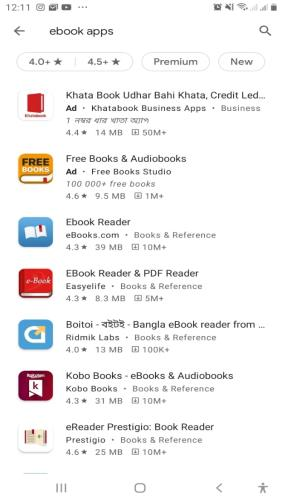 12:11
ebook apps
4.0+ ★ 4.5+ ★ Premium New
Khatabook
Khata Book Udhar Bahi Khata, Credit Led...
Ad • Khatabook Business Apps • Business
1 নম্বর ধার খাতা অ্যাপ
4.4★ 14 MB 50M+
FREE BOOKS
Free Books & Audiobooks
Ad • Free Books Studio
100 000+ free books
4.6★ 9.5 MB 1M+
Ebook Reader
eBooks.com • Books & Reference
4.3★ 39 MB 10M+
e-Book
EBook Reader & PDF Reader
Easyelife • Books & Reference
4.3★ 8.3 MB 5M+
Boitoi - বইটই - Bangla eBook reader from ...
Ridmik Labs • Books & Reference
4.0★ 13 MB 100K+
Rakuten
k
Kobo Books - eBooks & Audiobooks
Kobo Books • Books & Reference
4.3★ 31 MB 10M+
eReader Prestigio: Book Reader
Prestigio • Books & Reference
4.6★ 25 MB 10M+